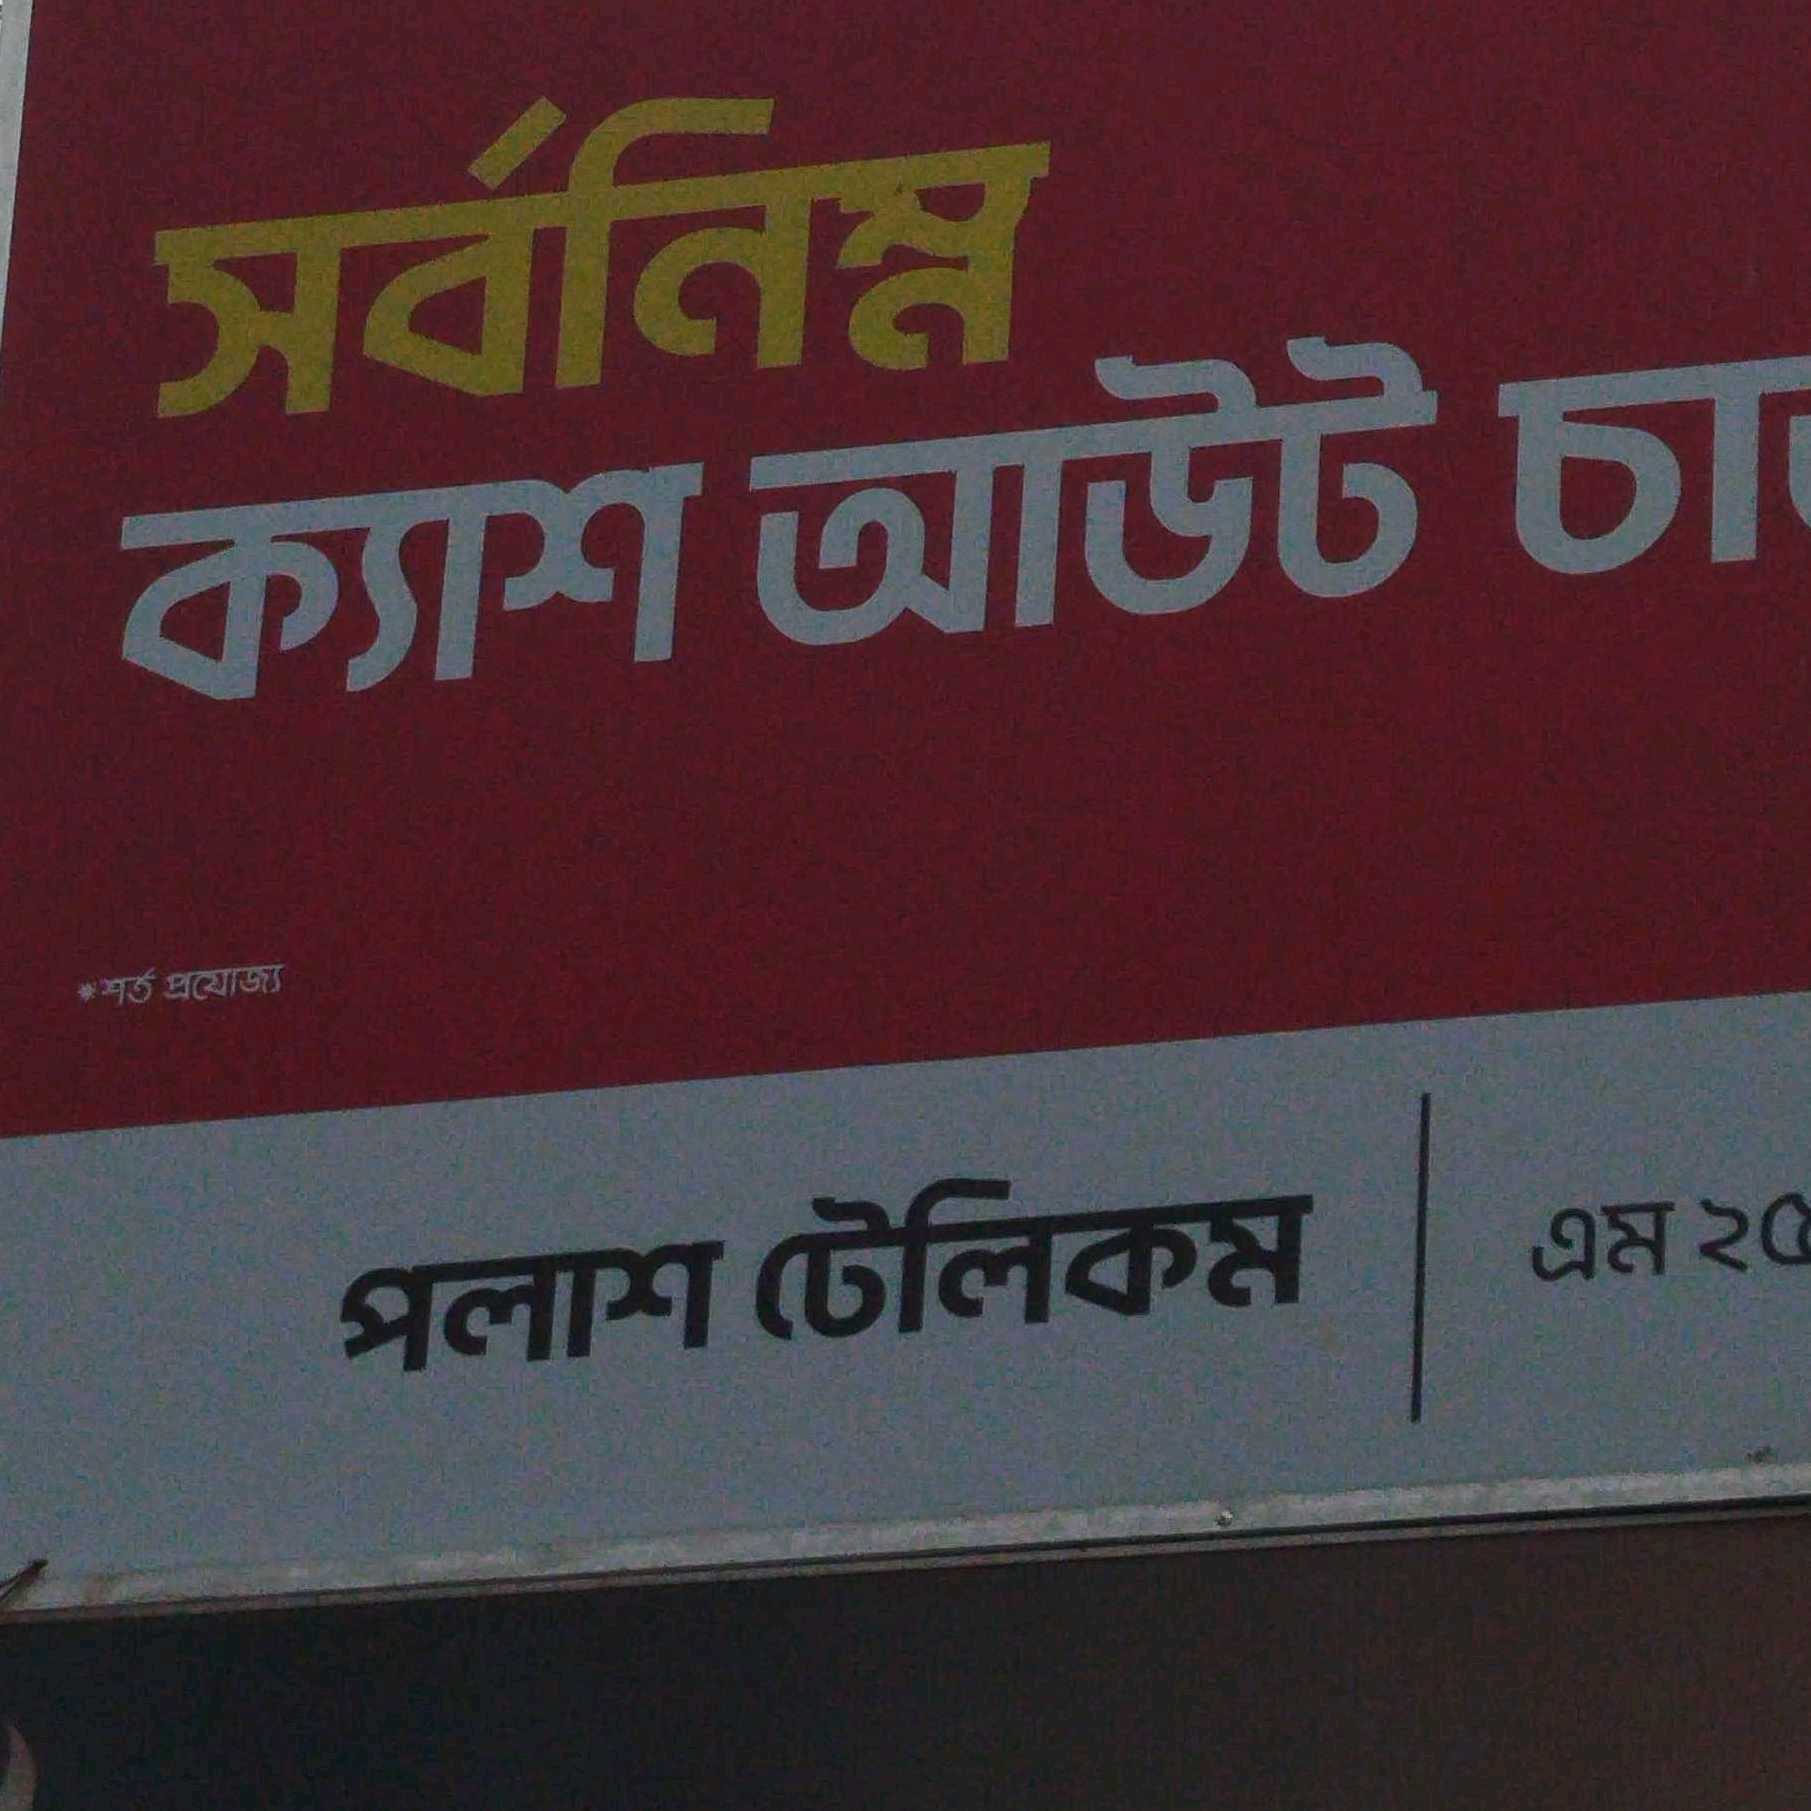 সর্বনিম্ন
ক্যাশ আউট
*শর্ত প্রযোজ্য
পলাশ টেলিকম | এম